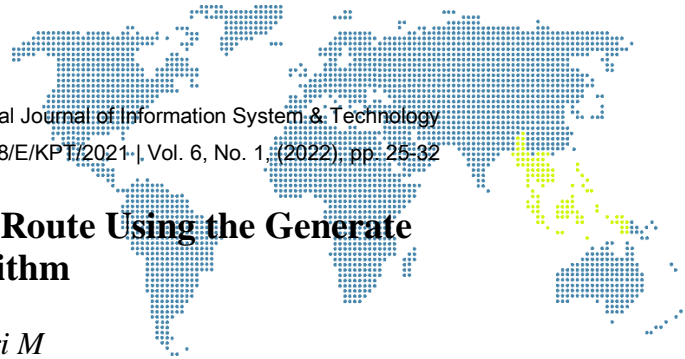 al Journal of Information System & Technology
8/E/KPT/2021 | Vol. 6, No. 1, (2022), pp. 25-32
Route Using the Generate
ithm
ri M